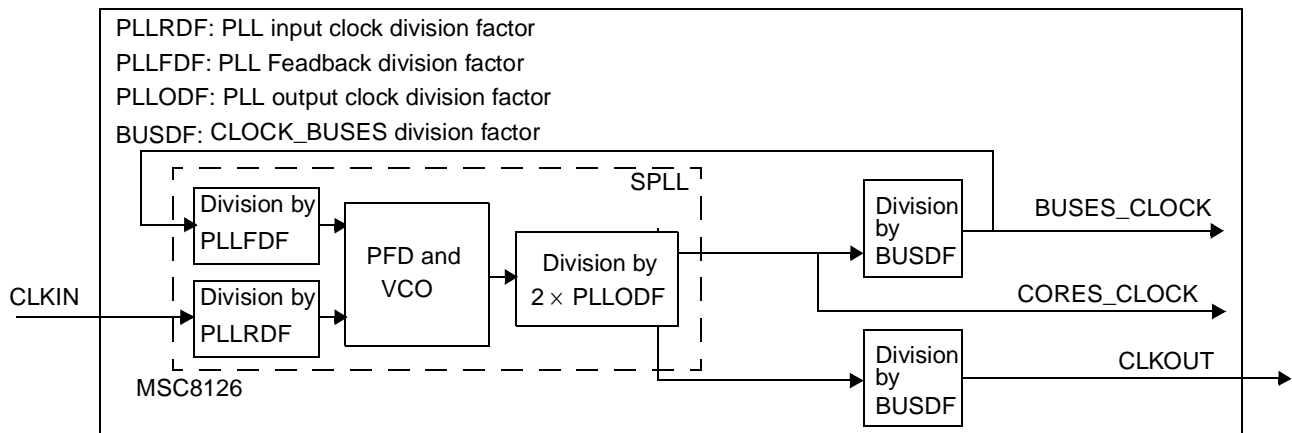 PLLRDF: PLL input clock division factor
PLLFDF: PLL Feadback division factor
PLLODF: PLL output clock division factor
BUSDF: CLOCK_BUSES division factor
SPLL
Division by
PLLFDF
PFD and
VCO
Division by
2 × PLLODF
Division
by
BUSDF
BUSES_CLOCK
CLKIN
Division by
PLLRDF
CORES_CLOCK
MSC8126
Division
by
BUSDF
CLKOUT